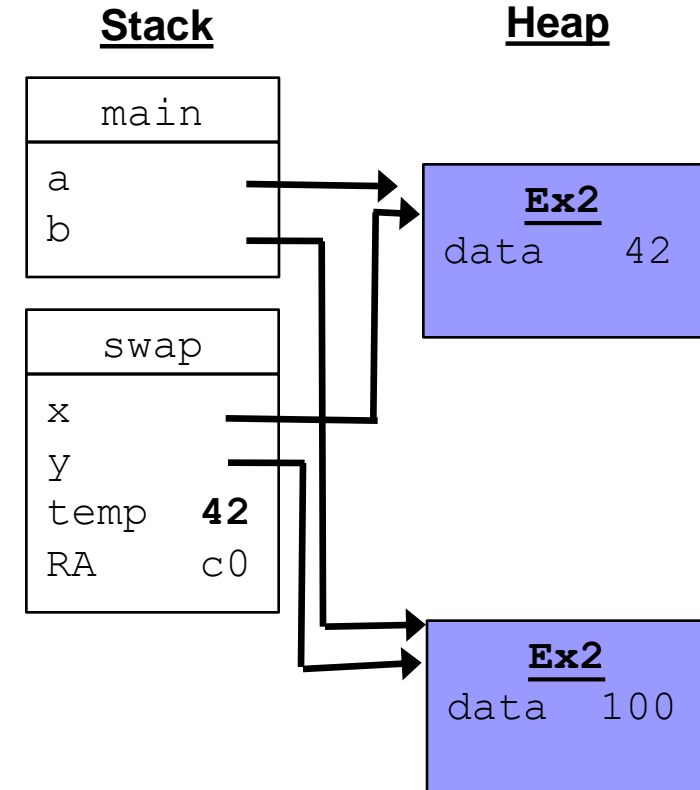 Stack
Heap
main
a
b
Ex2
data 42
swap
x
y
temp 42
RA c0
Ex2
data 100